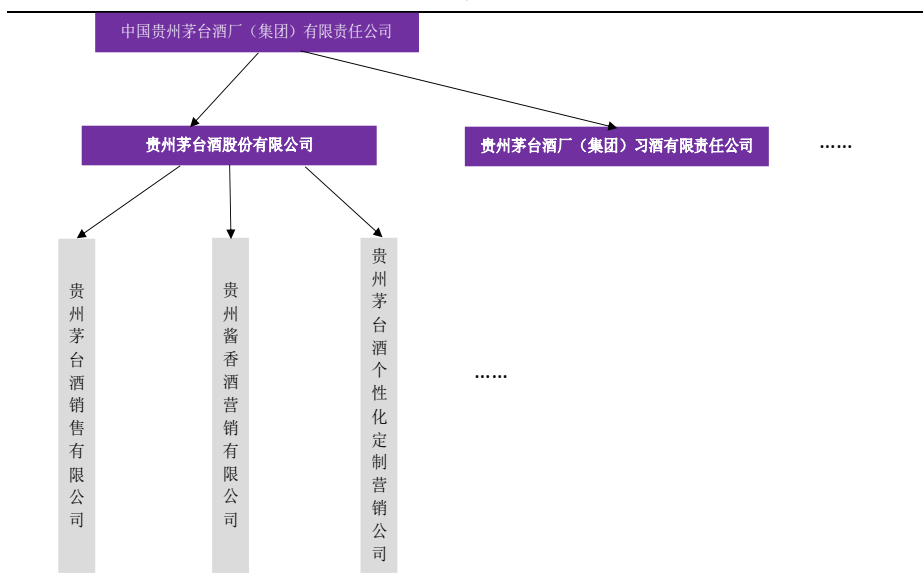 中国贵州茅台酒厂（集团）有限责任公司
贵州茅台酒股份有限公司
贵州茅台酒厂（集团）习酒有限责任公司
……
贵州茅台酒销售有限公司
贵州酱香酒营销有限公司
贵州茅台酒个性化定制营销公司
……